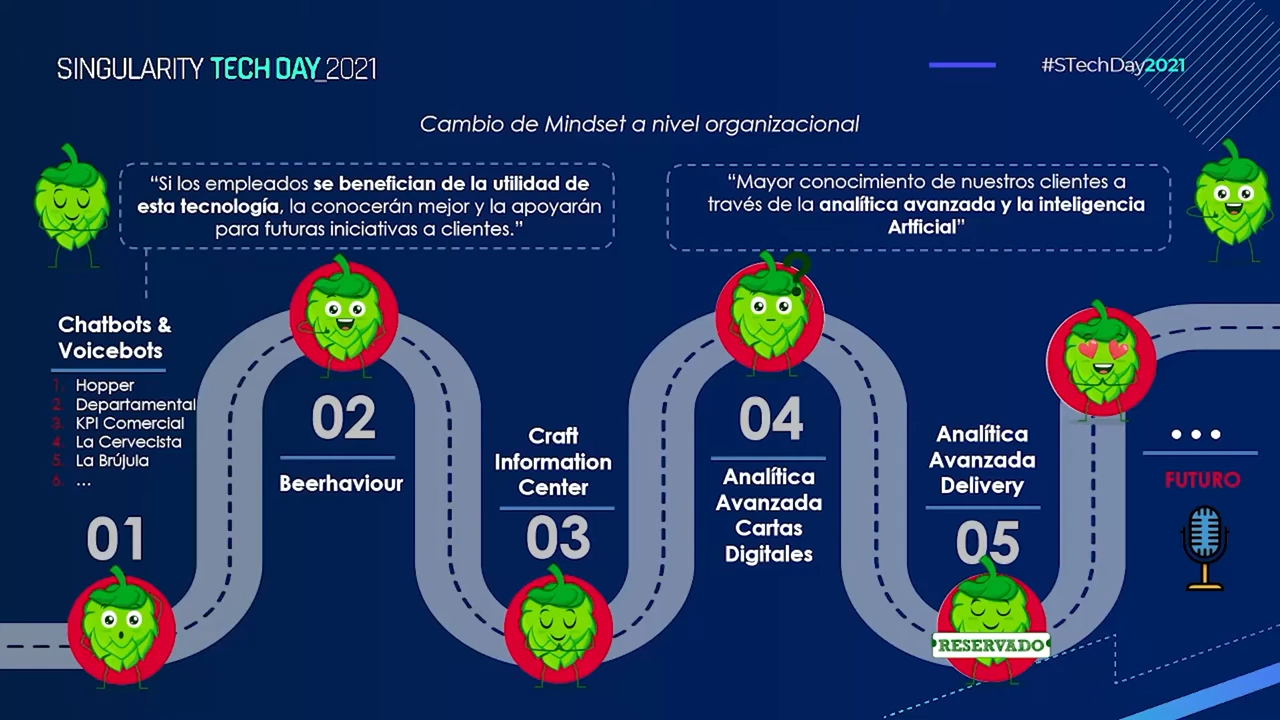 SINGULARITY TECH DAY_2021
#STechDay2021
Cambio de Mindset a nivel organizacional
“Si los empleados se benefician de la utilidad de
esta tecnología, la conocerán mejor y la apoyarán
para futuras iniciativas a clientes.”
“Mayor conocimiento de nuestros clientes a
través de la analítica avanzada y la inteligencia
Artficial”
Chatbots &
Voicebots
1. Hopper
2. Departamental
3. KPI Comercial
4. La Cervecista
5. La Brújula
6. ...
01
02
Beerhaviour
Craft
Information
Center
03
?
04
Analítica
Avanzada
Cartas
Digitales
Analítica
Avanzada
Delivery
05
RESERVADO
...
FUTURO